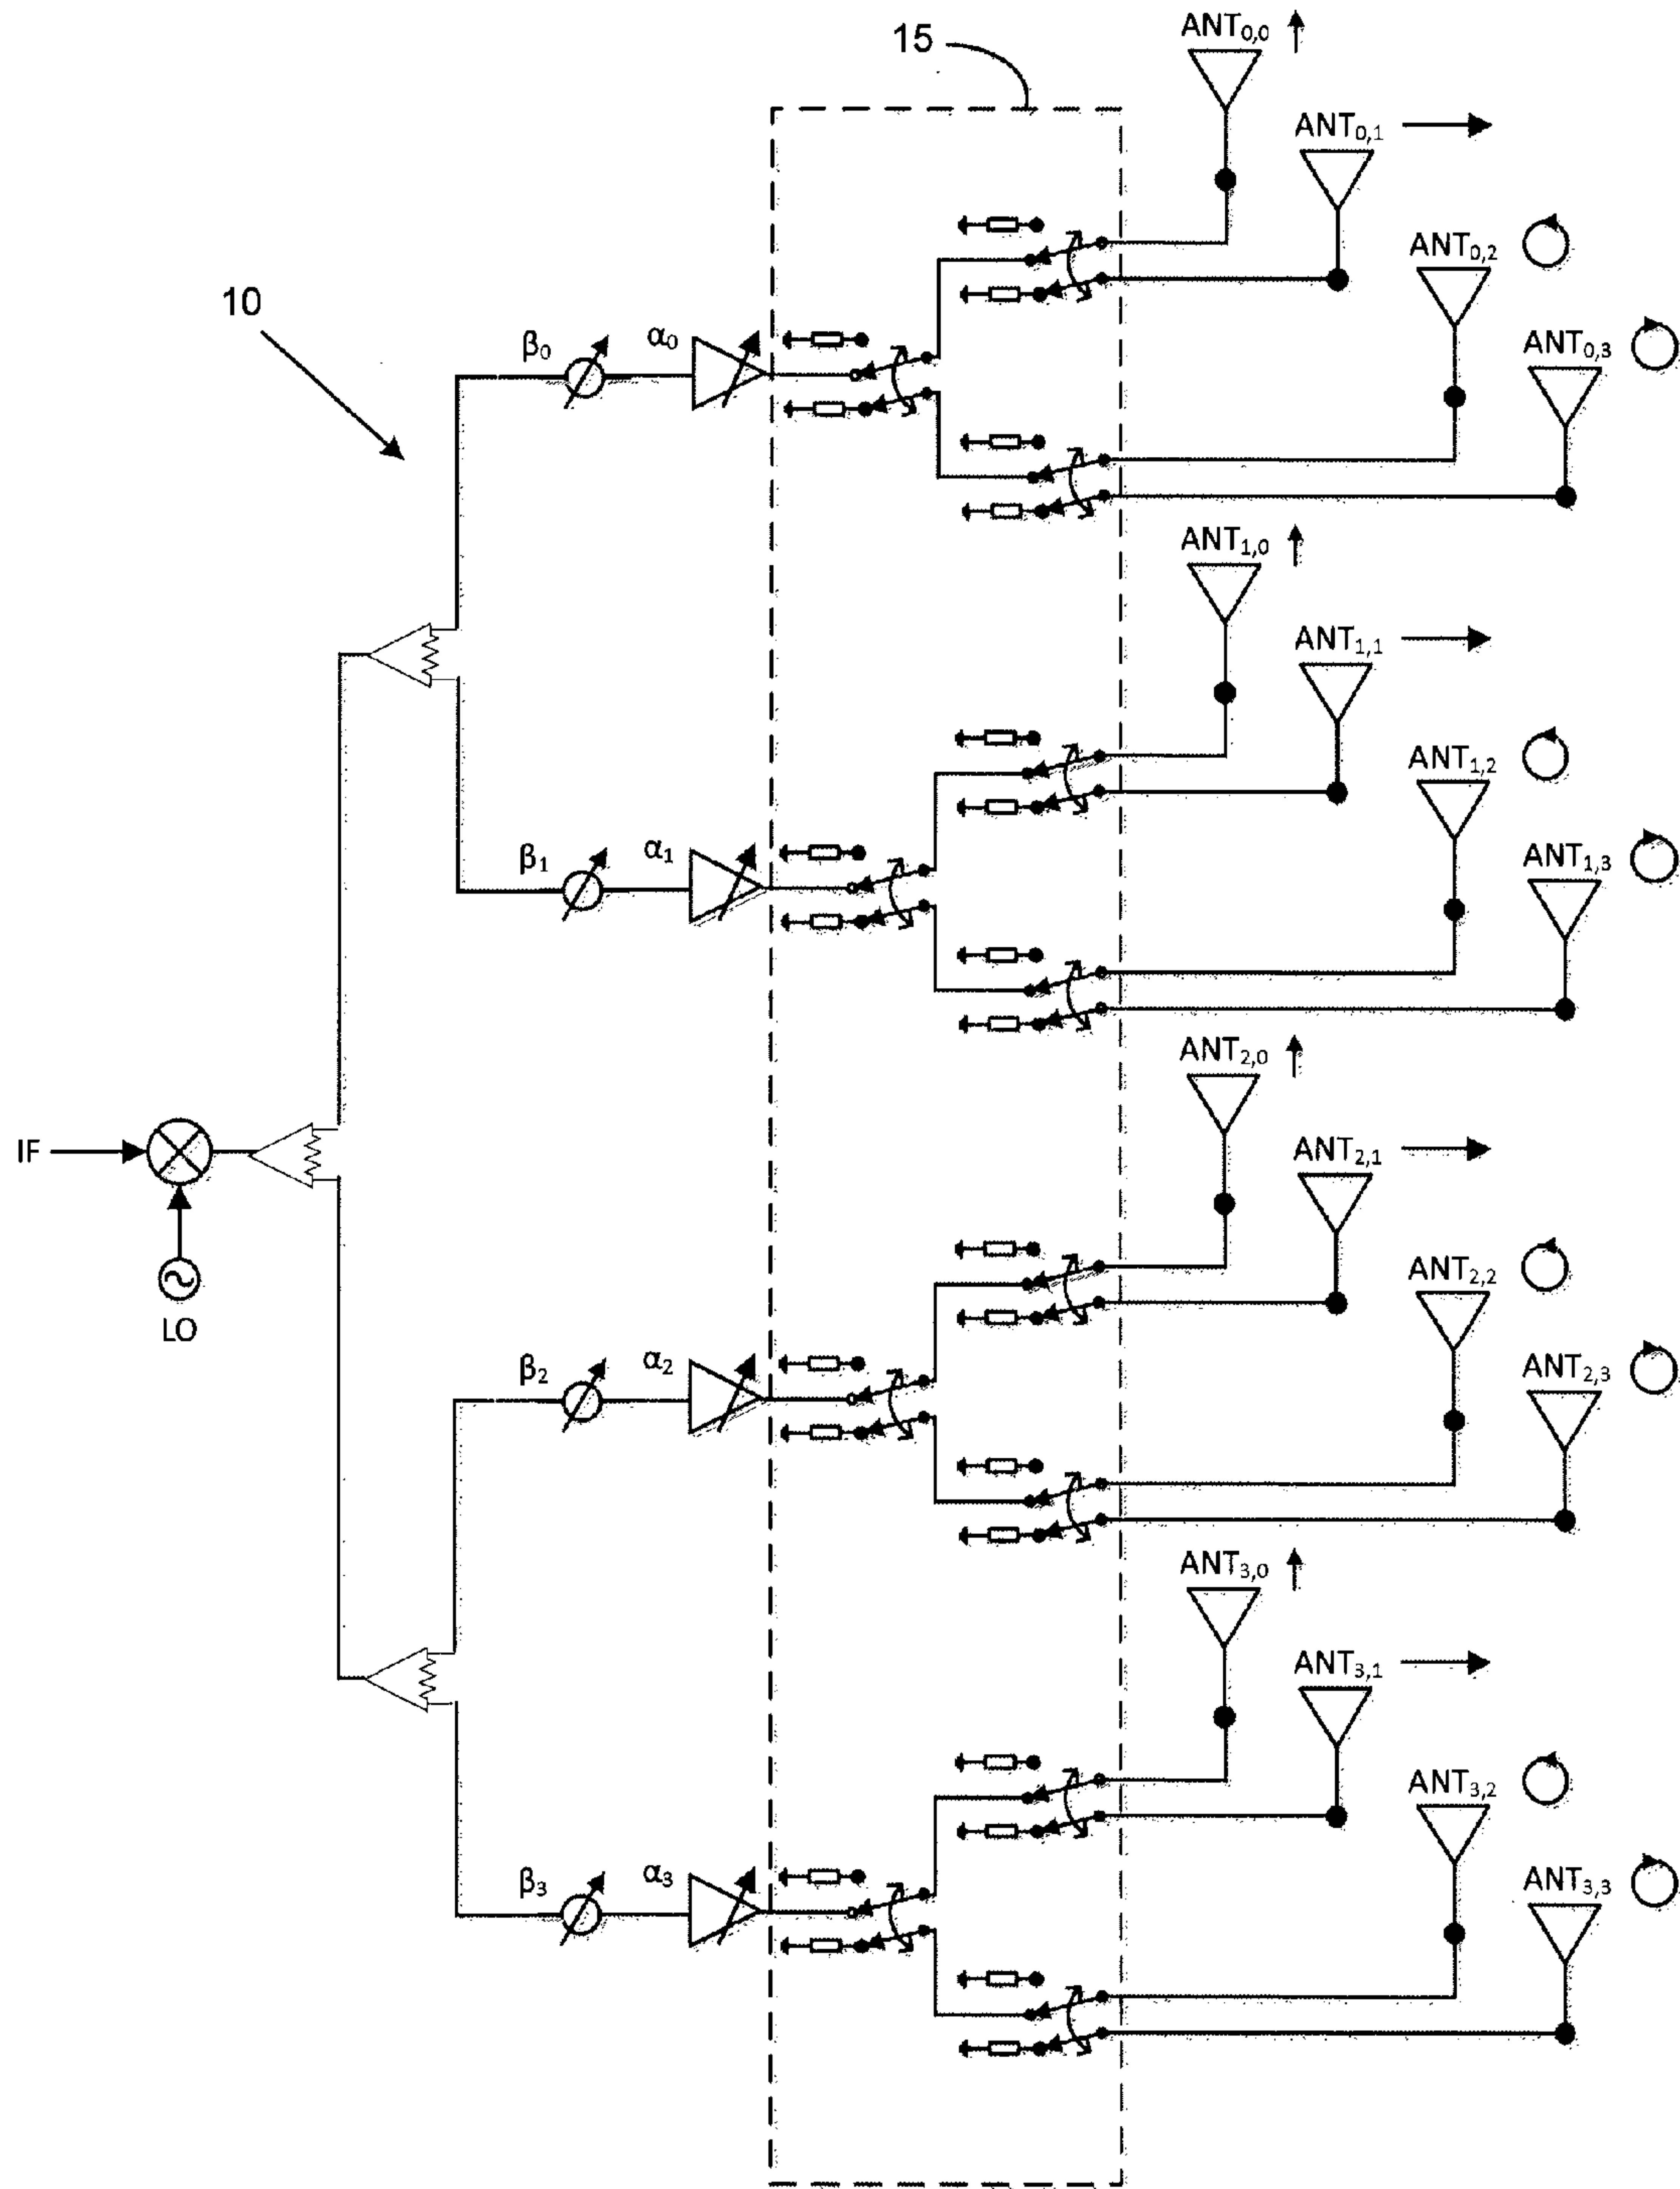 15
ANT0,0
ANT0,1
ANT0,2
ANT0,3
10
β0
α0
ANT1,0
ANT1,1
ANT1,2
ANT1,3
β1
α1
IF
LO
ANT2,0
ANT2,1
ANT2,2
ANT2,3
β2
α2
ANT3,0
ANT3,1
ANT3,2
ANT3,3
β3
α3